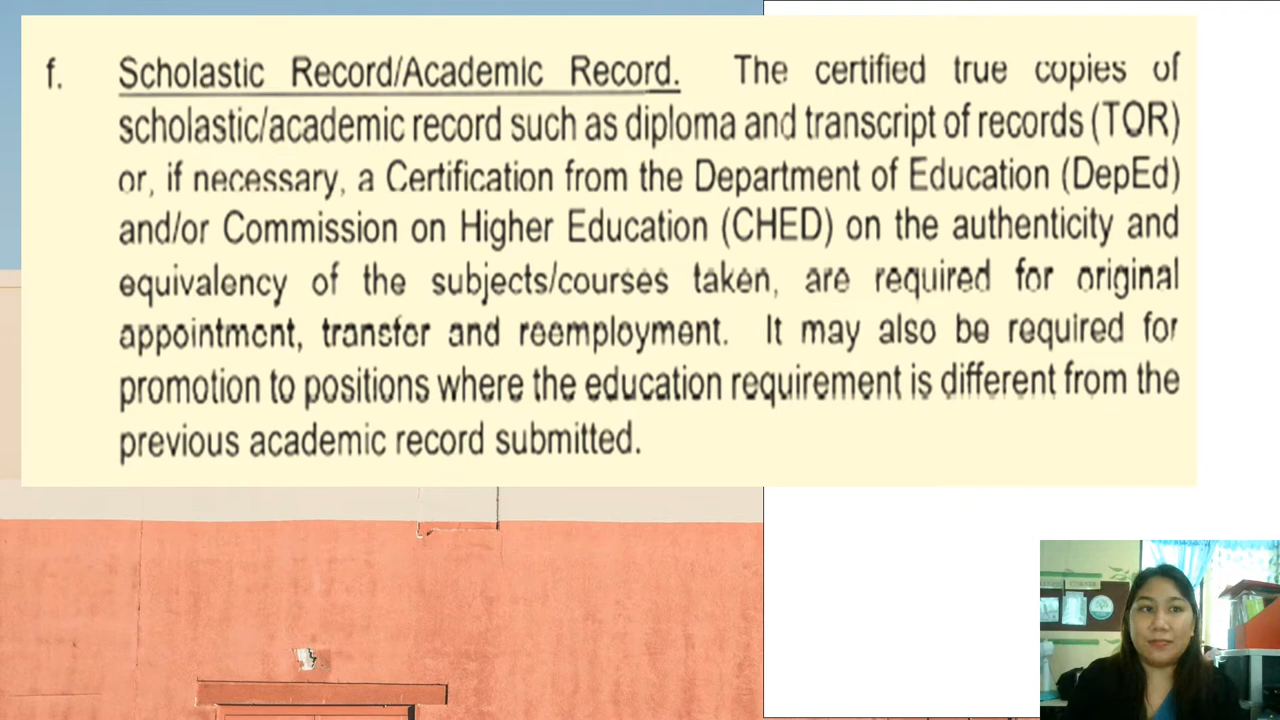 f. Scholastic Record/Academic Record. The certified true copies of
scholastic/academic record such as diploma and transcript of records (TOR)
or, if necessary, a Certification from the Department of Education (DepEd)
and/or Commission on Higher Education (CHED) on the authenticity and
equivalency of the subjects/courses taken, are required for original
appointment, transfer and reemployment. It may also be required for
promotion to positions where the education requirement is different from the
previous academic record submitted.